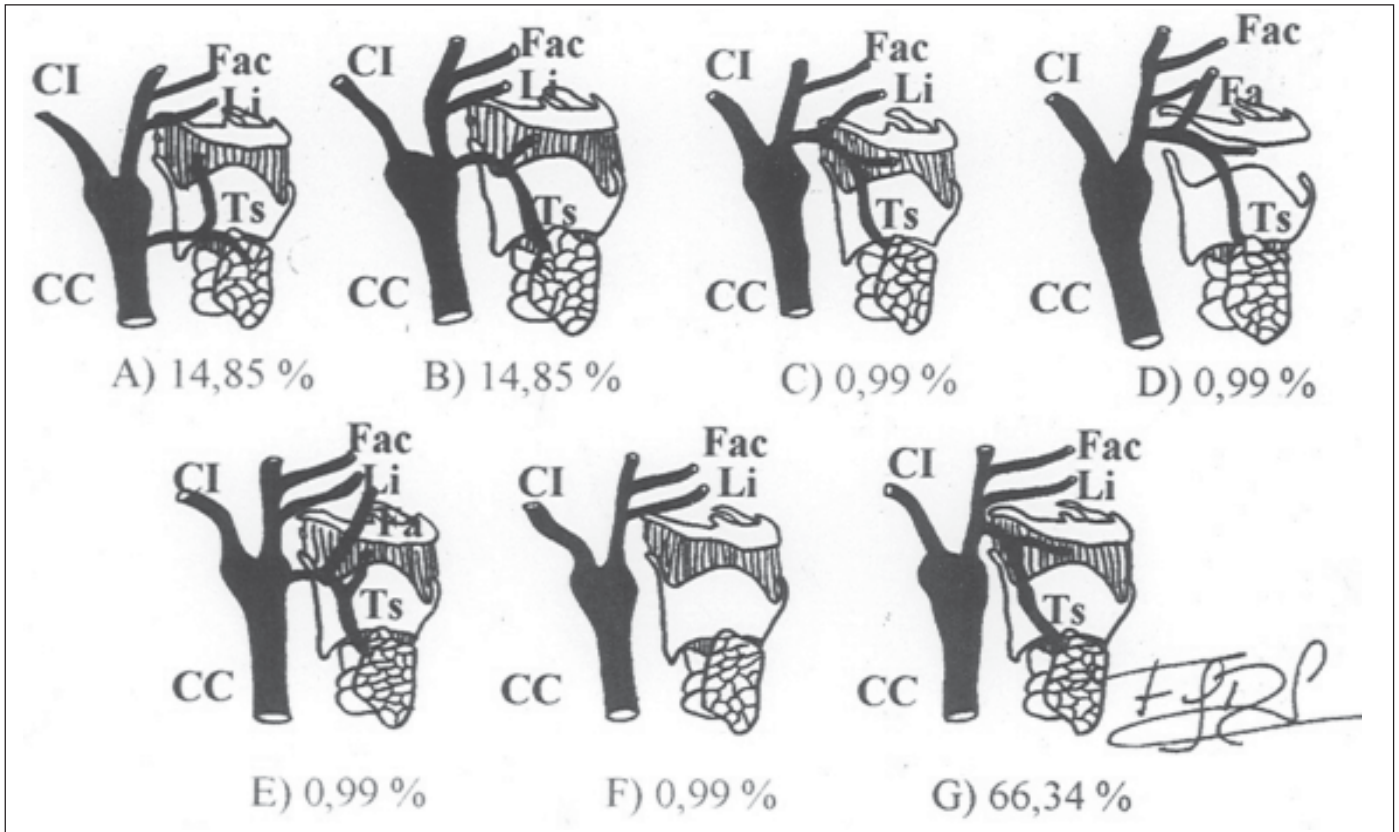 CI Fac Li Ts CC
A) 14,85 %
CI Fac Li Ts CC
B) 14,85 %
CI Fac Li Ts CC
C) 0,99 %
CI Fac Fa Ts CC
D) 0,99 %
CI Fac Li Fa Ts CC
E) 0,99 %
CI Fac Li CC
F) 0,99 %
CI Fac Li Ts CC
G) 66,34 %